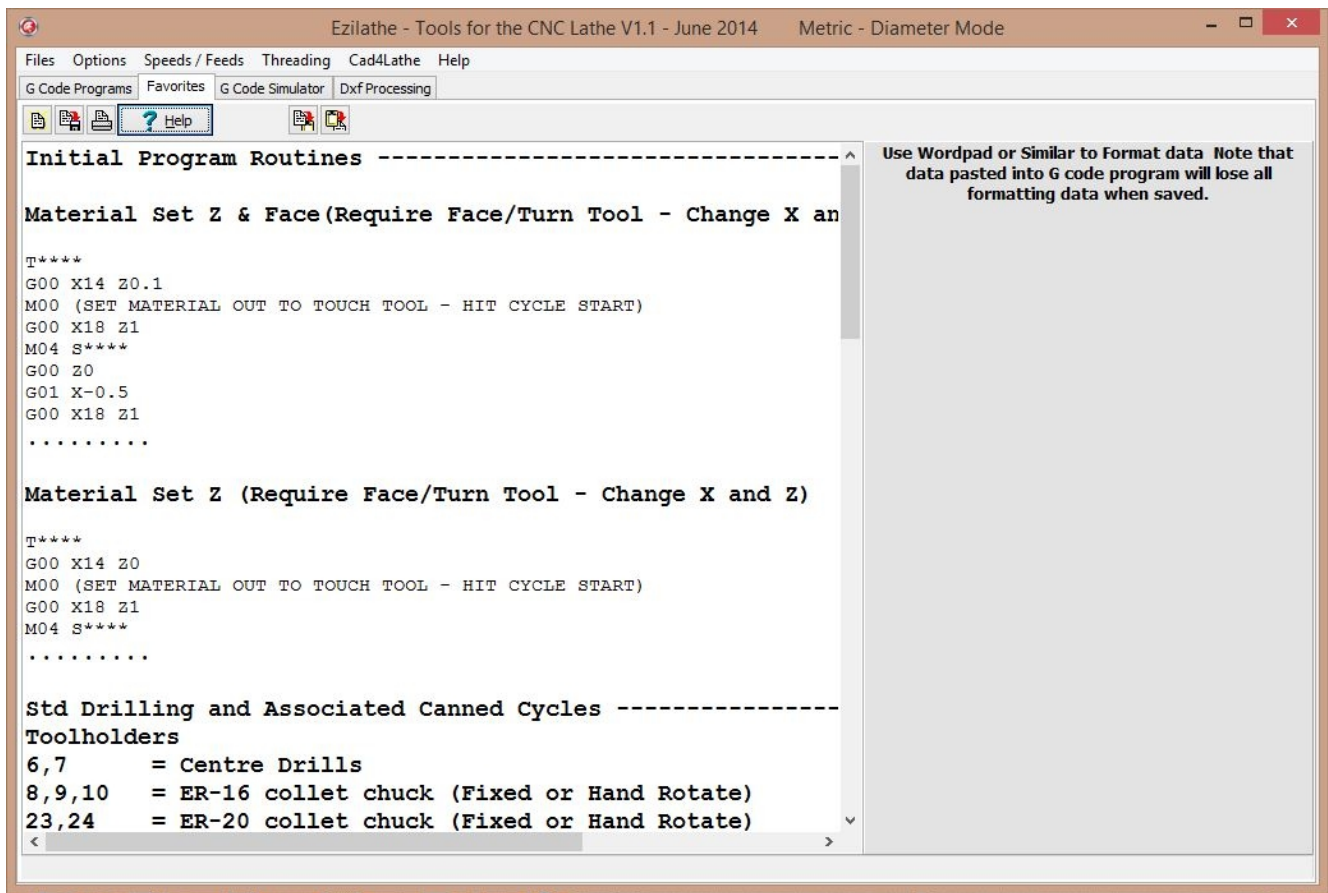 Ezilathe - Tools for the CNC Lathe V1.1 - June 2014 Metric - Diameter Mode
Files Options Speeds / Feeds Threading Cad4Lathe Help
G Code Programs Favorites G Code Simulator Dxf Processing
? Help
Initial Program Routines ---------------------------------
Use Wordpad or Similar to Format data Note that
data pasted into G code program will lose all
formatting data when saved.
Material Set Z & Face(Require Face/Turn Tool - Change X an
T****
G00 X14 Z0.1
M00 (SET MATERIAL OUT TO TOUCH TOOL - HIT CYCLE START)
G00 X18 Z1
M04 S****
G00 Z0
G01 X-0.5
G00 X18 Z1
.........
Material Set Z (Require Face/Turn Tool - Change X and Z)
T****
G00 X14 Z0
M00 (SET MATERIAL OUT TO TOUCH TOOL - HIT CYCLE START)
G00 X18 Z1
M04 S****
.........
Std Drilling and Associated Canned Cycles ----------------
Toolholders
6,7 = Centre Drills
8,9,10 = ER-16 collet chuck (Fixed or Hand Rotate)
23,24 = ER-20 collet chuck (Fixed or Hand Rotate)